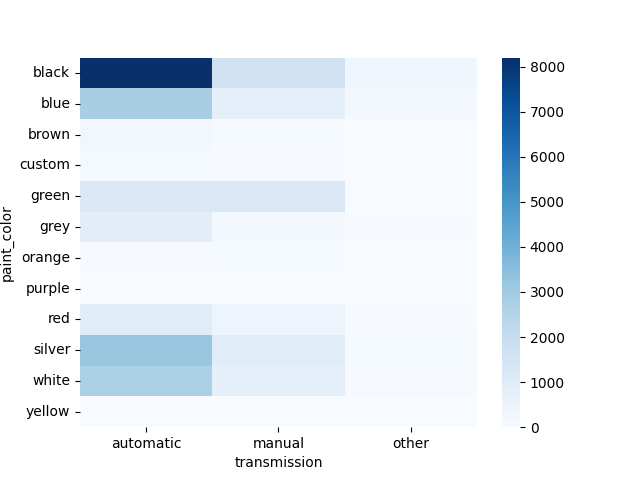 black
blue
brown
custom
green
grey
orange
purple
red
silver
white
yellow
paint_color
automatic manual other
transmission
8000
7000
6000
5000
4000
3000
2000
1000
0